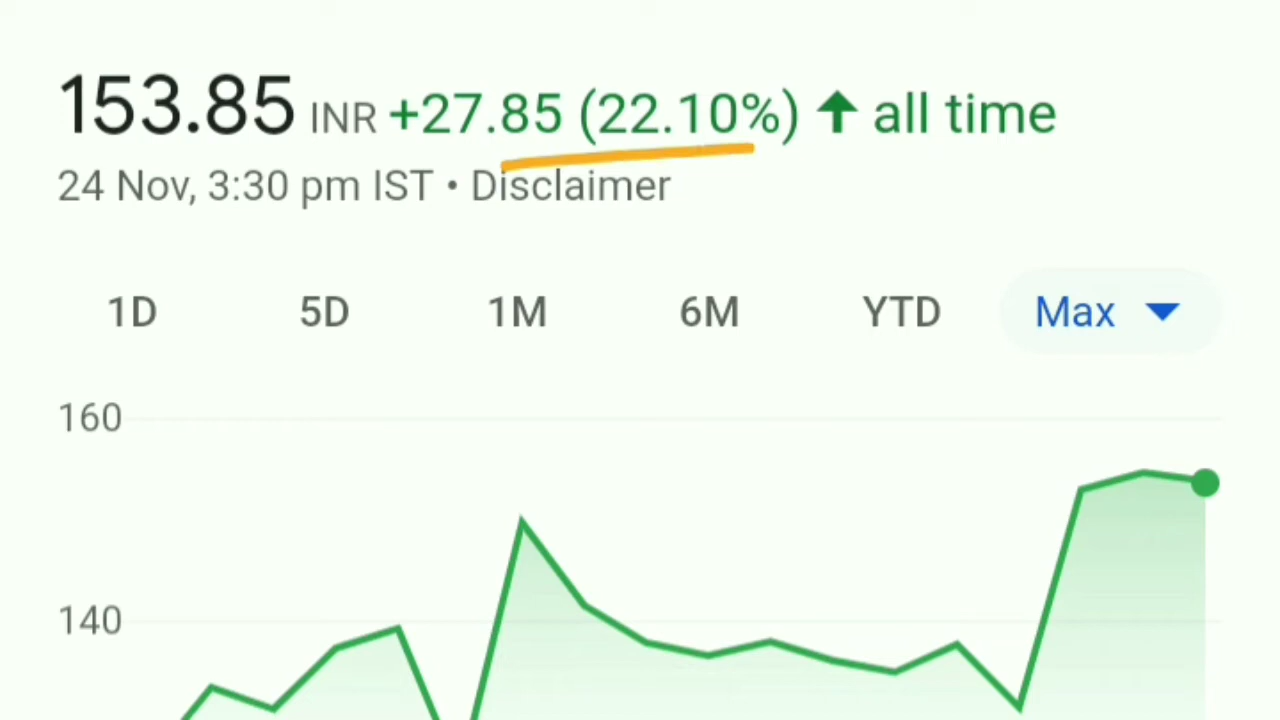 153.85 INR +27.85 (22.10%) ↑ all time
24 Nov, 3:30 pm IST • Disclaimer
1D 5D 1M 6M YTD Max
160
140